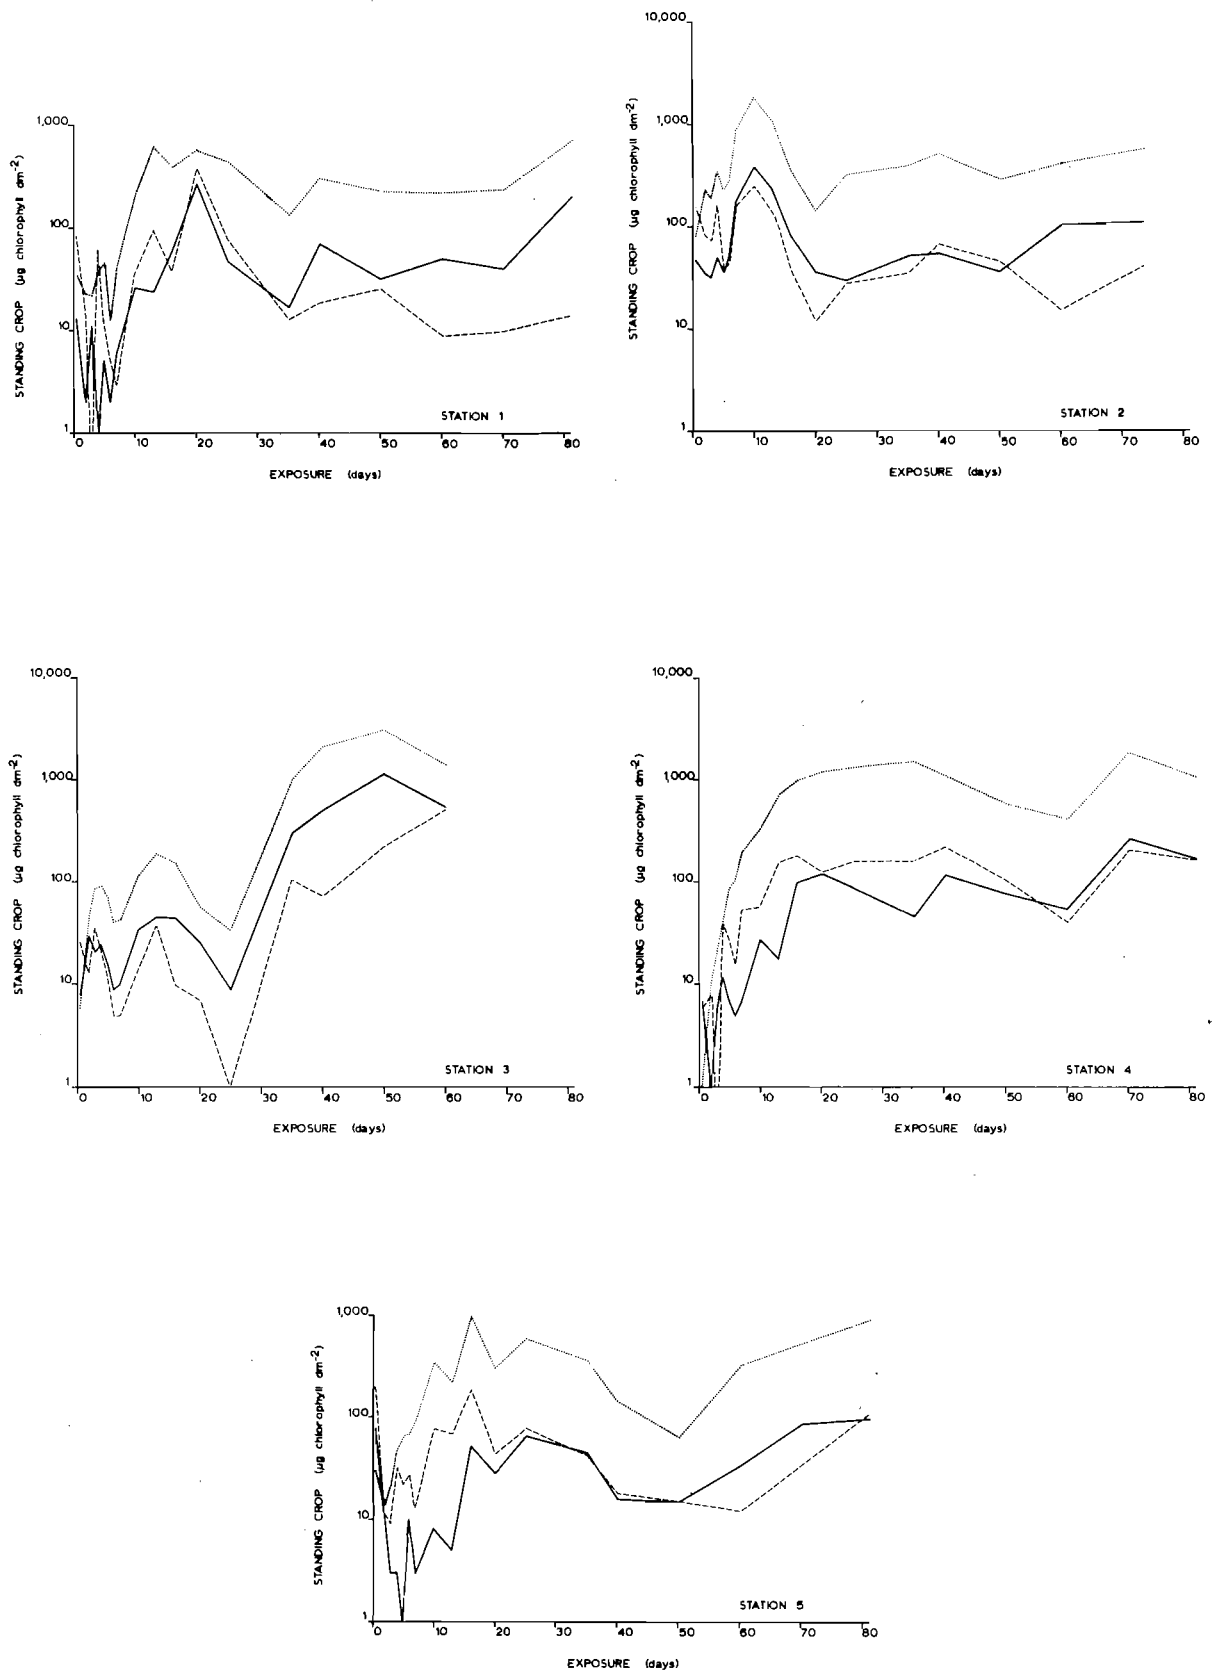 STANDING CROP (µg chlorophyll dm⁻²)
1,000
100
10
1
0 10 20 30 40 50 60 70 80
STATION 1
EXPOSURE (days)
STANDING CROP (µg chlorophyll dm⁻²)
10,000
1,000
100
10
1
0 10 20 30 40 50 60 70 80
STATION 2
EXPOSURE (days)
STANDING CROP (µg chlorophyll dm⁻²)
10,000
1,000
100
10
1
0 10 20 30 40 50 60 70 80
STATION 3
EXPOSURE (days)
STANDING CROP (µg chlorophyll dm⁻²)
10,000
1,000
100
10
1
0 10 20 30 40 50 60 70 80
STATION 4
EXPOSURE (days)
STANDING CROP (µg chlorophyll dm⁻²)
1,000
100
10
1
0 10 20 30 40 50 60 70 80
STATION 5
EXPOSURE (days)